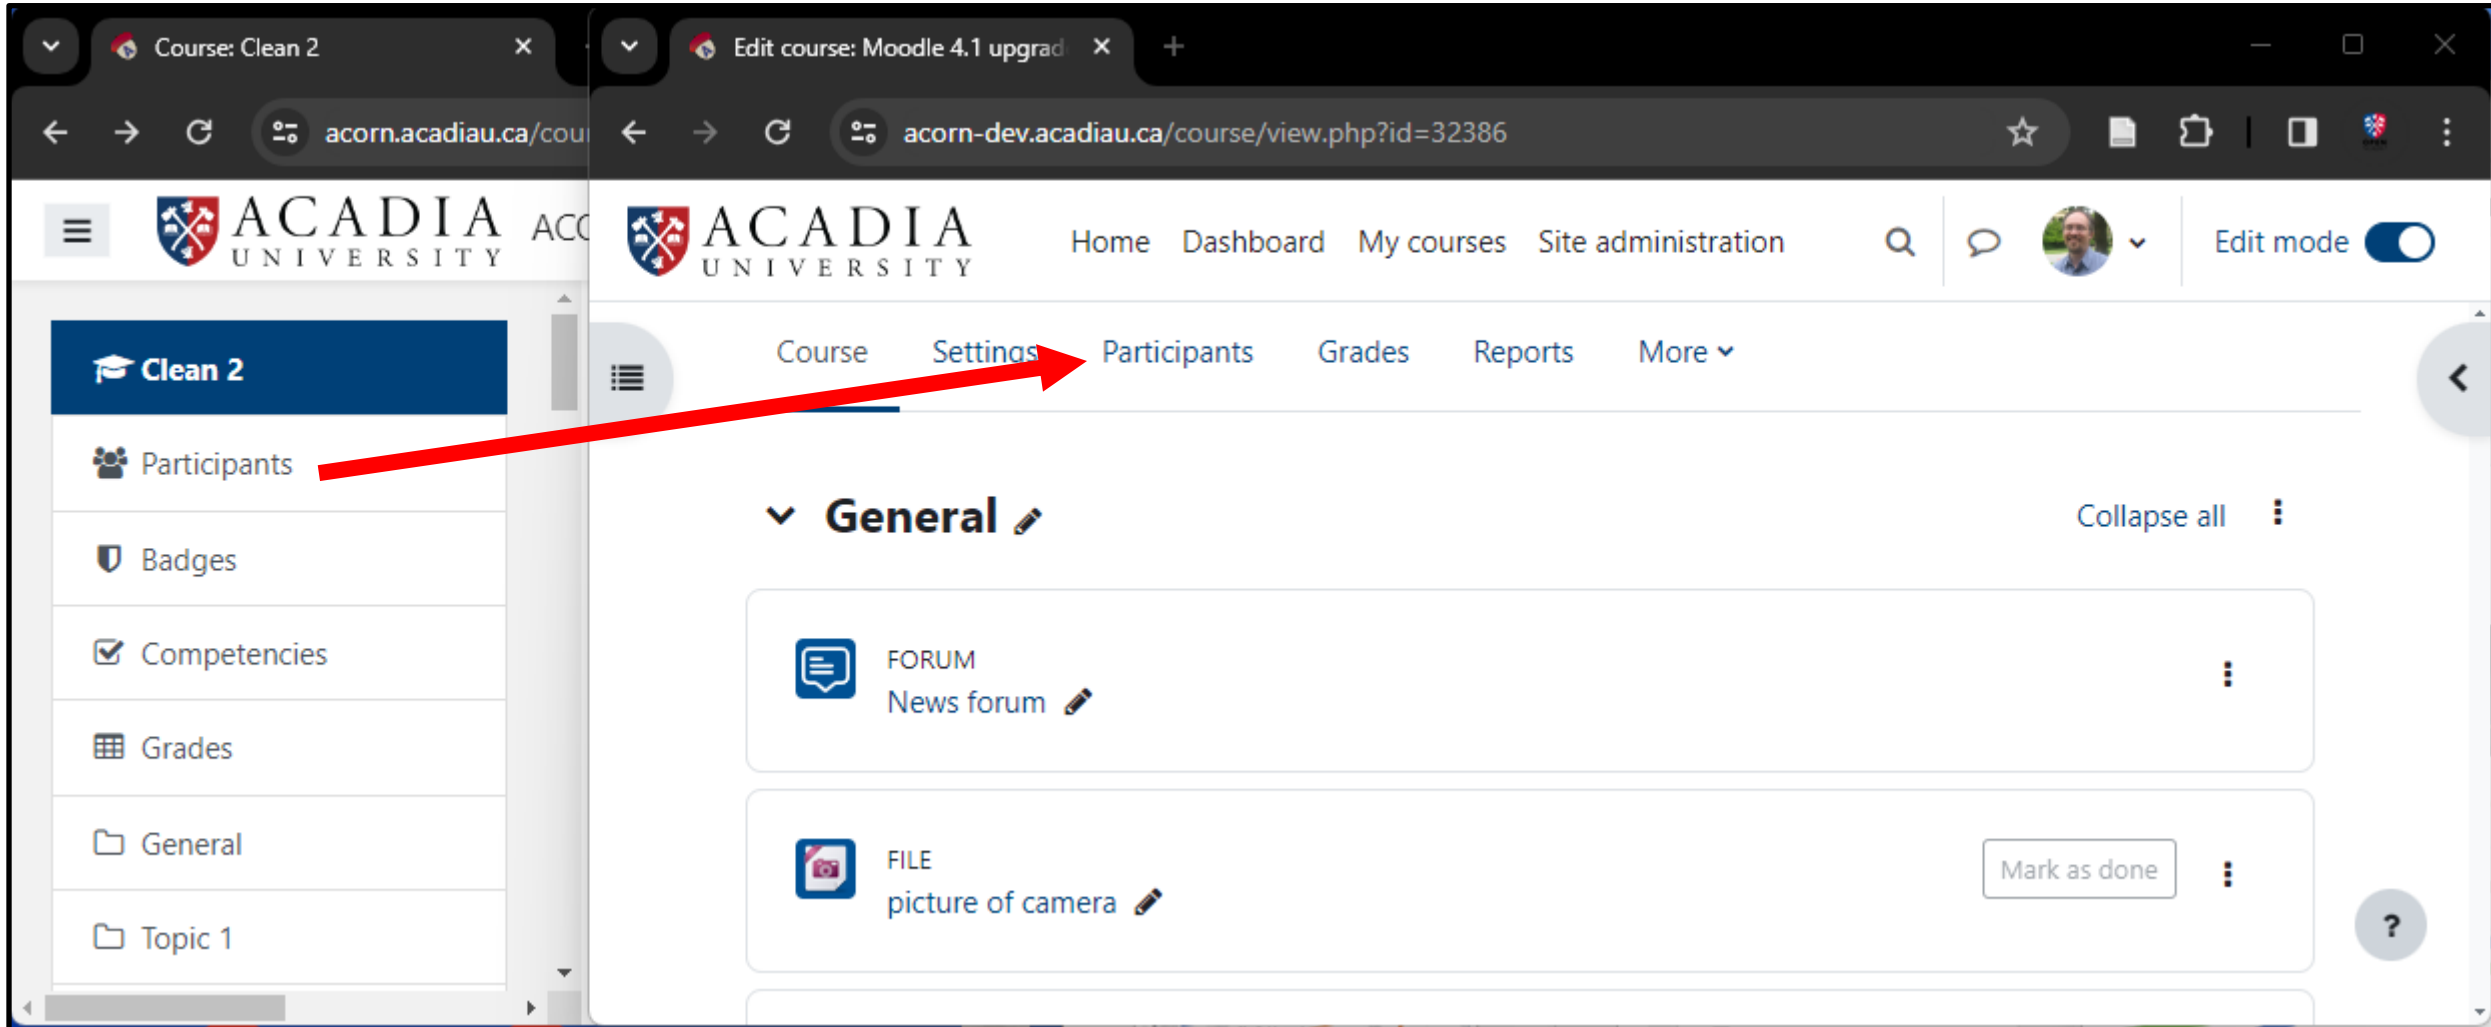 Course: Clean 2
acorn.acadiau.ca/cou
ACADIA
UNIVERSITY
Clean 2
Participants
Badges
Competencies
Grades
General
Topic 1
Edit course: Moodle 4.1 upgrad
acorn-dev.acadiau.ca/course/view.php?id=32386
ACADIA
UNIVERSITY
Home Dashboard My courses Site administration Edit mode
Course Settings Participants Grades Reports More
General
Collapse all
FORUM
News forum
FILE
picture of camera
Mark as done
?